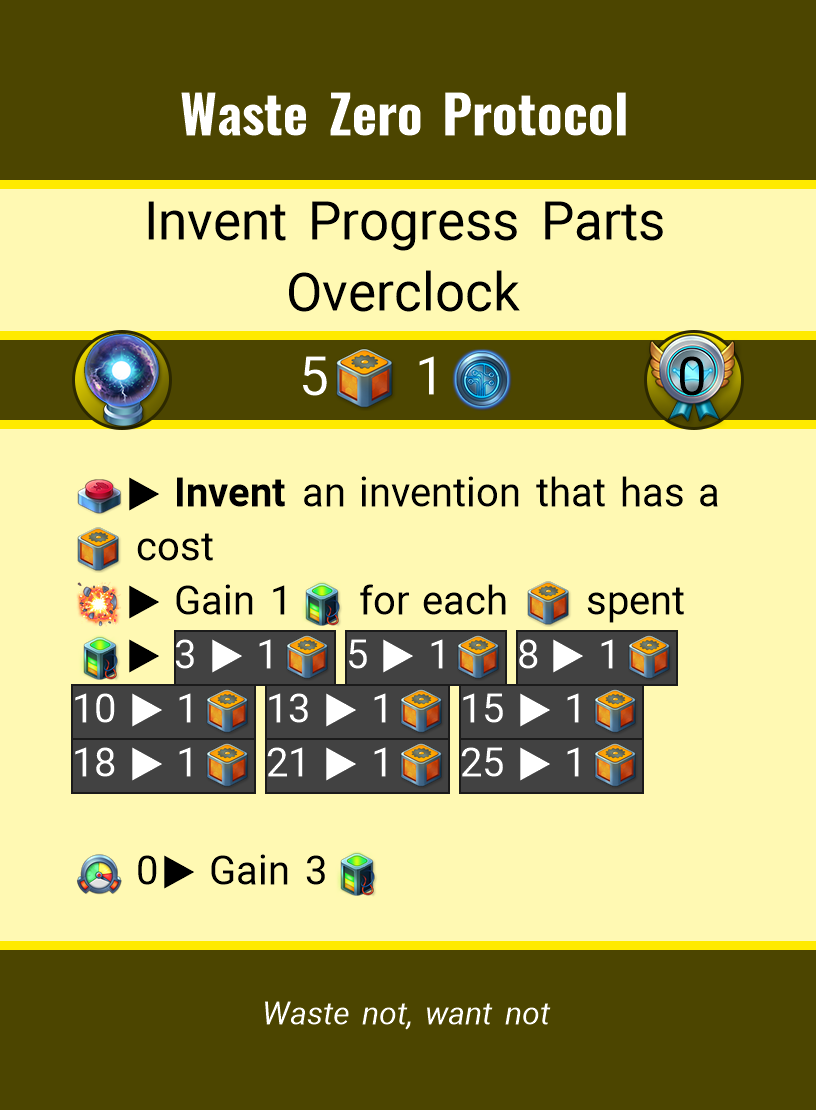 Waste Zero Protocol
Invent Progress Parts
Overclock
5 1 0
▶ Invent an invention that has a
cost
▶ Gain 1 for each spent
▶ 3 ▶ 1 5 ▶ 1 8 ▶ 1
10 ▶ 1 13 ▶ 1 15 ▶ 1
18 ▶ 1 21 ▶ 1 25 ▶ 1
0▶ Gain 3
Waste not, want not